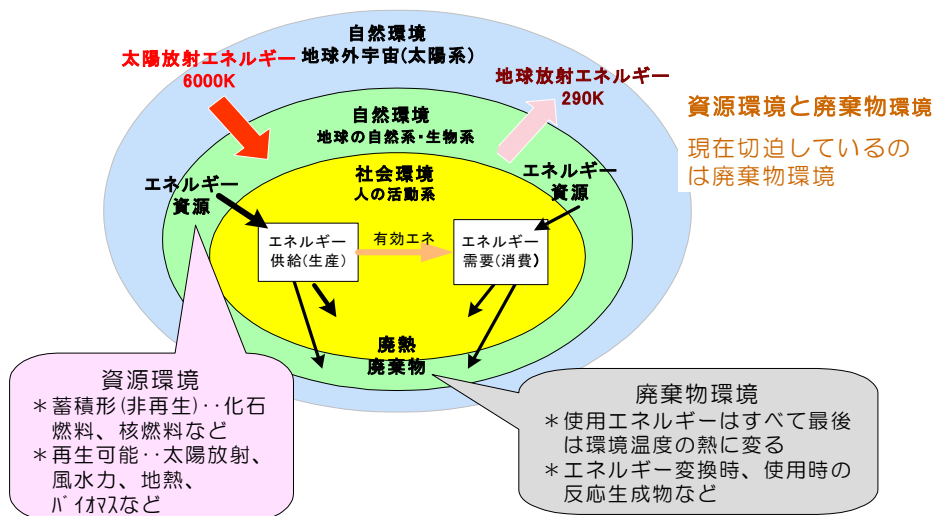 自然環境
地球外宇宙(太陽系)
太陽放射エネルギー
6000K
地球放射エネルギー
290K
資源環境と廃棄物環境
現在切迫しているの
は廃棄物環境
自然環境
地球の自然系･生物系
社会環境
人の活動系
エネルギー
資源
エネルギー
資源
エネルギー
供給(生産)
有効エネ
エネルギー
需要(消費)
廃熱
廃棄物
資源環境
＊蓄積形(非再生)‥化石
燃料、核燃料など
＊再生可能‥太陽放射、
風水力、地熱、
ﾊﾞｲｵﾏｽなど
廃棄物環境
＊使用エネルギーはすべて最後
は環境温度の熱に変る
＊エネルギー変換時、使用時の
反応生成物など